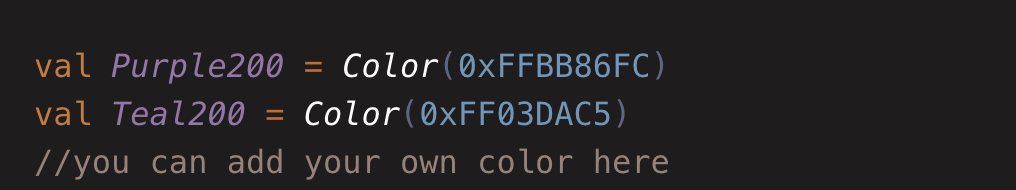 val Purple200 = Color(0xFFBB86FC)
val Teal200 = Color(0xFF03DAC5)
//you can add your own color here